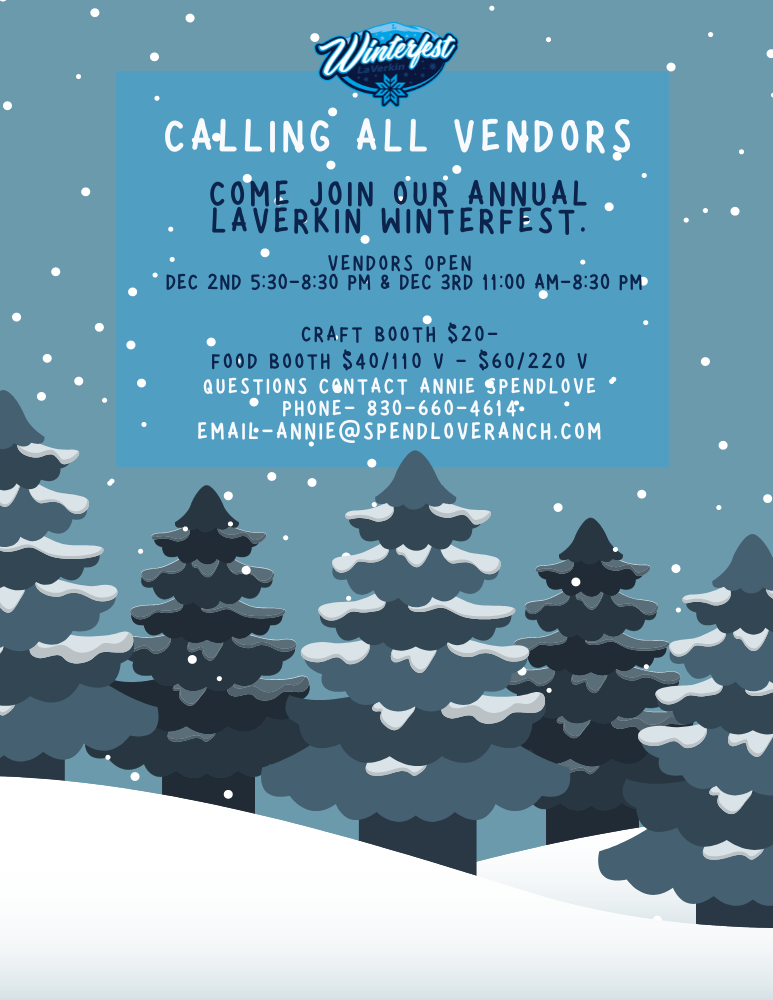 Winterfest
LaVerkin
CALLING ALL VENDORS
COME JOIN OUR ANNUAL
LAVERKIN WINTERFEST.
VENDORS OPEN
DEC 2ND 5:30-8:30 PM & DEC 3RD 11:00 AM-8:30 PM
CRAFT BOOTH $20-
FOOD BOOTH $40/110 V - $60/220 V
QUESTIONS CONTACT ANNIE SPENDLOVE
PHONE- 830-660-4614
EMAIL-ANNIE@SPENDLOVERANCH.COM